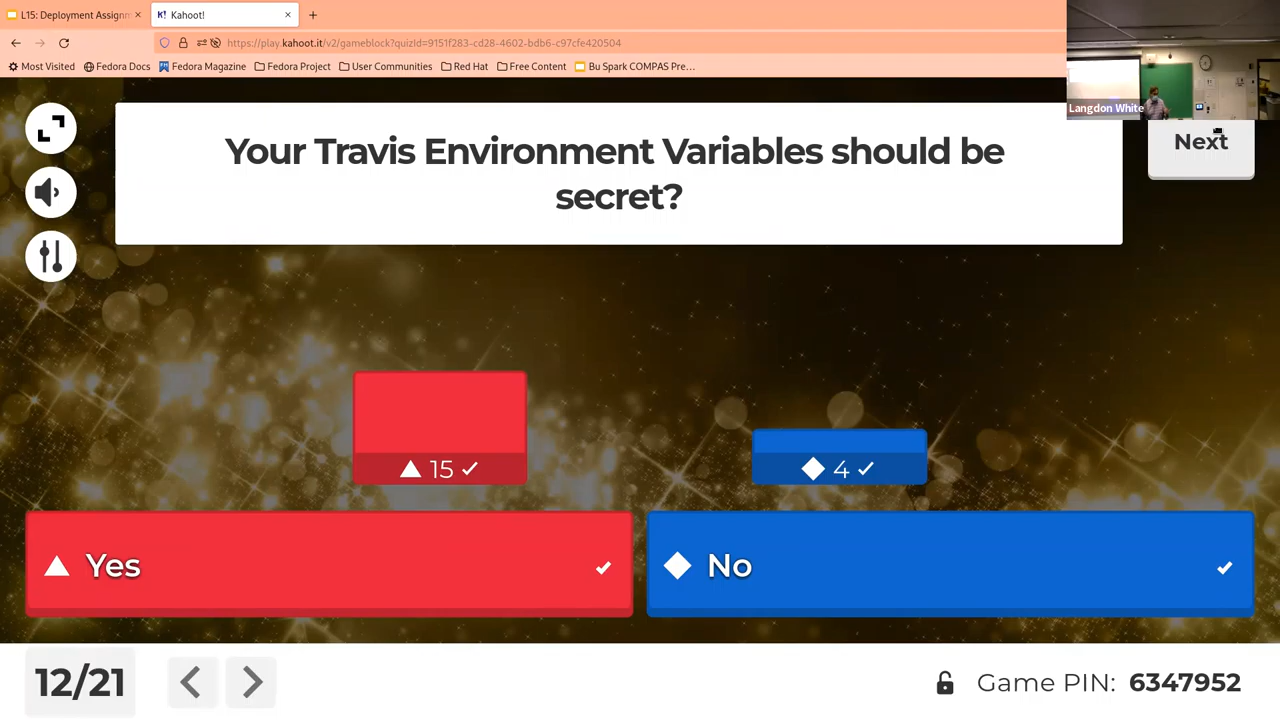 L15: Deployment Assignm
Kahoot!
https://play.kahoot.it/v2/gameblock?quizId=9151f283-cd28-4602-bdb6-c97cfe420504
Most Visited
Fedora Docs
Fedora Magazine
Fedora Project
User Communities
Red Hat
Free Content
Bu Spark COMPAS Pre…
Langdon White
Your Travis Environment Variables should be
secret?
Next
15
4
Yes
No
12/21
Game PIN: 6347952